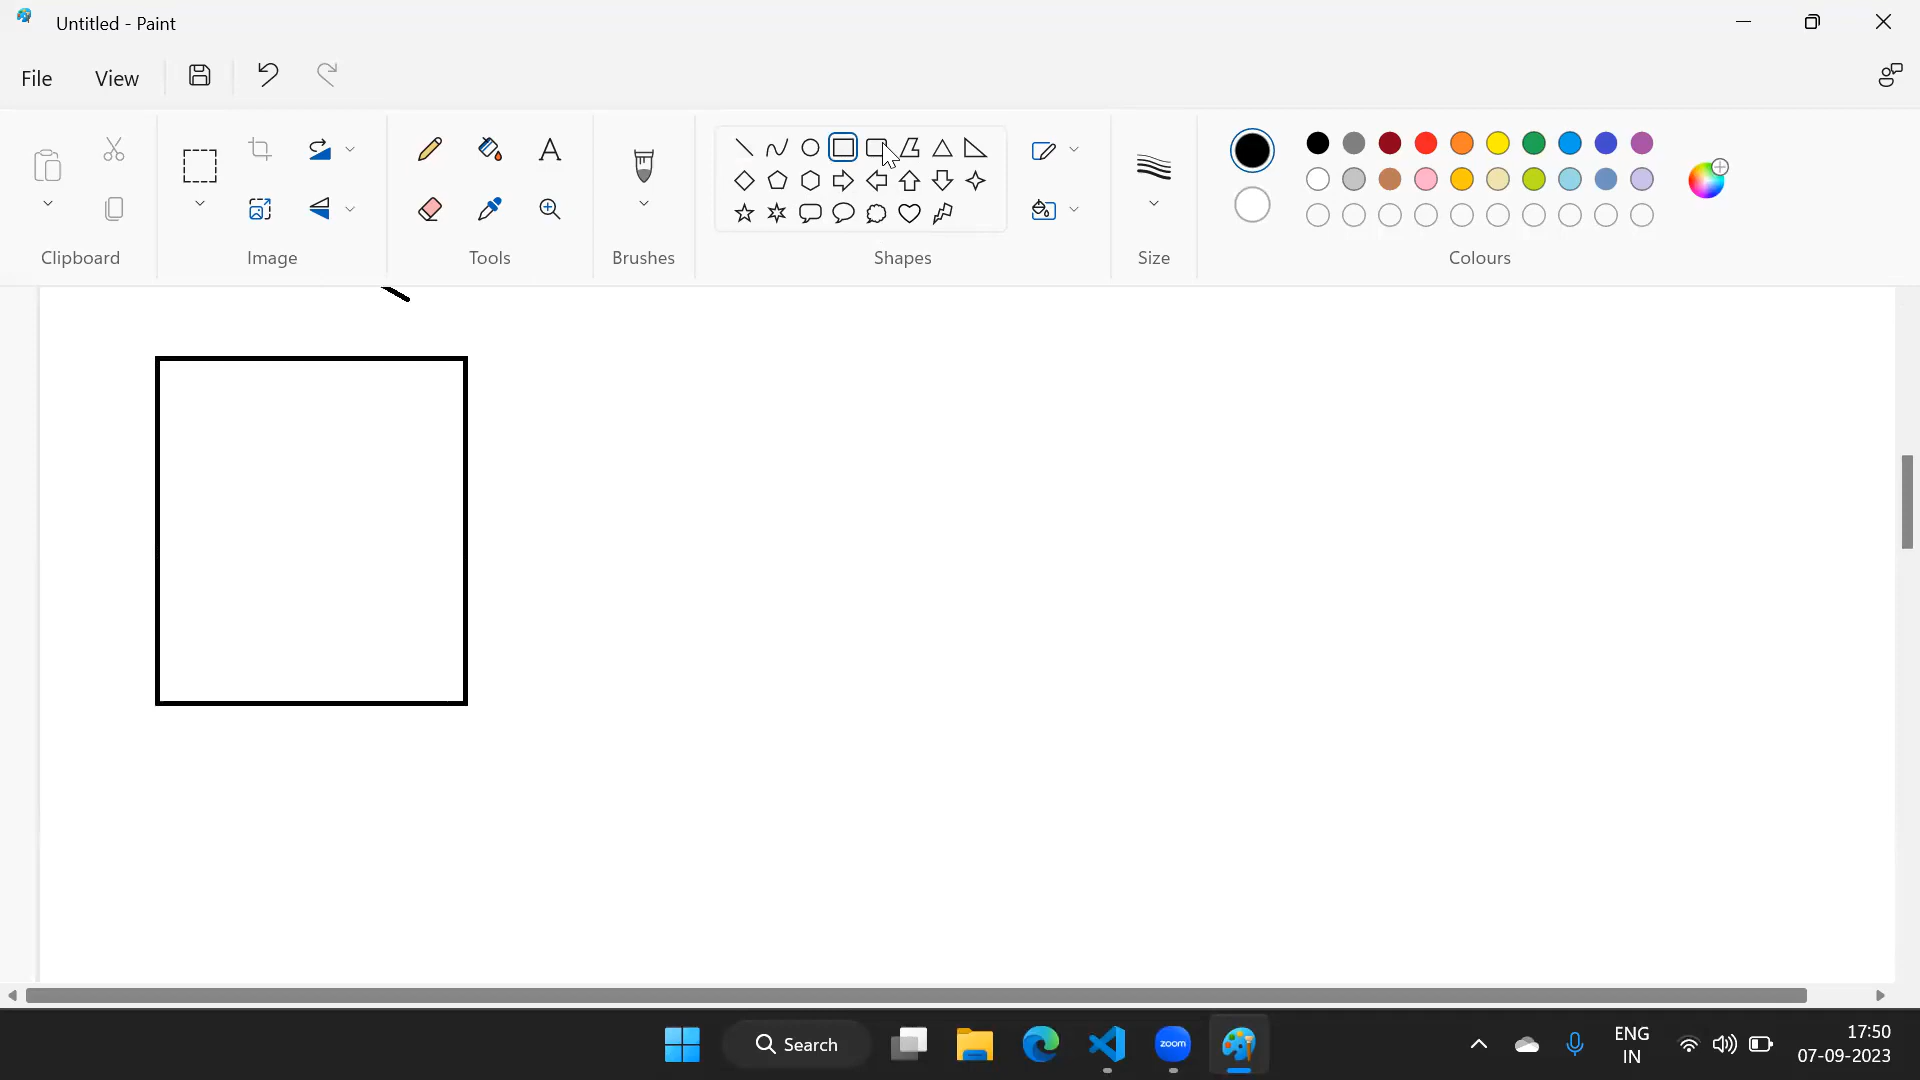 Untitled - Paint
File View
Clipboard Image Tools Brushes Shapes Size Colours
Search
zoom
ENG
IN
17:50
07-09-2023